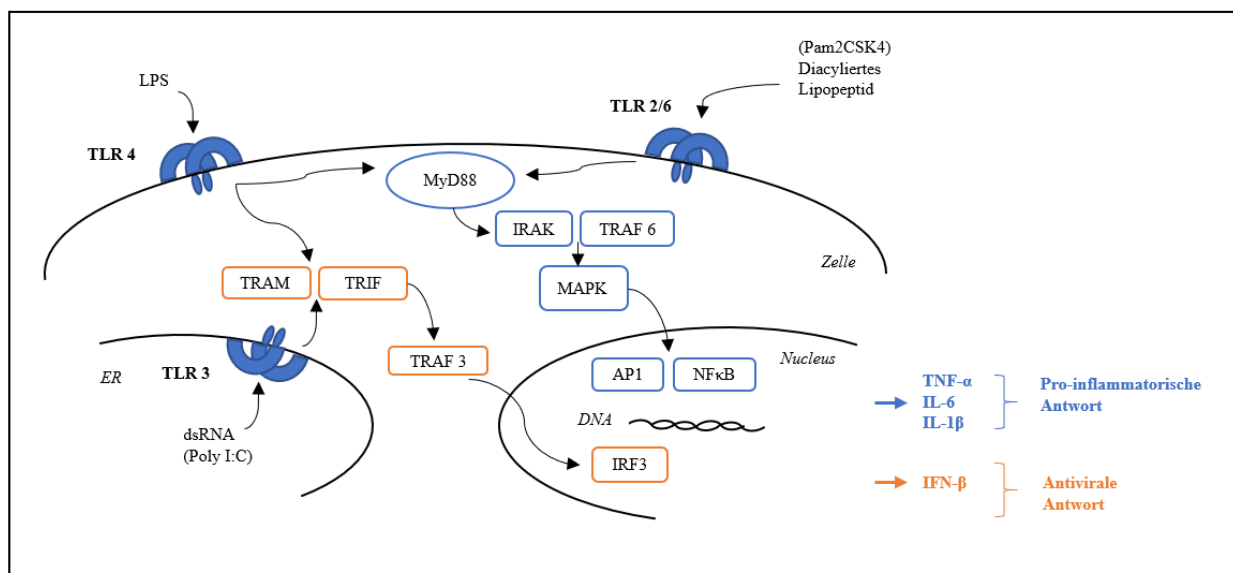 LPS
TLR 4
(Pam2CSK4)
Diacyliertes
Lipopeptid
TLR 2/6
MyD88
IRAK
TRAF 6
MAPK
Zelle
TRAM
TRIF
TRAF 3
ER
TLR 3
dsRNA
(Poly I:C)
Nucleus
AP1
NFκB
DNA
IRF3
TNF-α
IL-6
IL-1β
Pro-inflammatorische
Antwort
IFN-β
Antivirale
Antwort